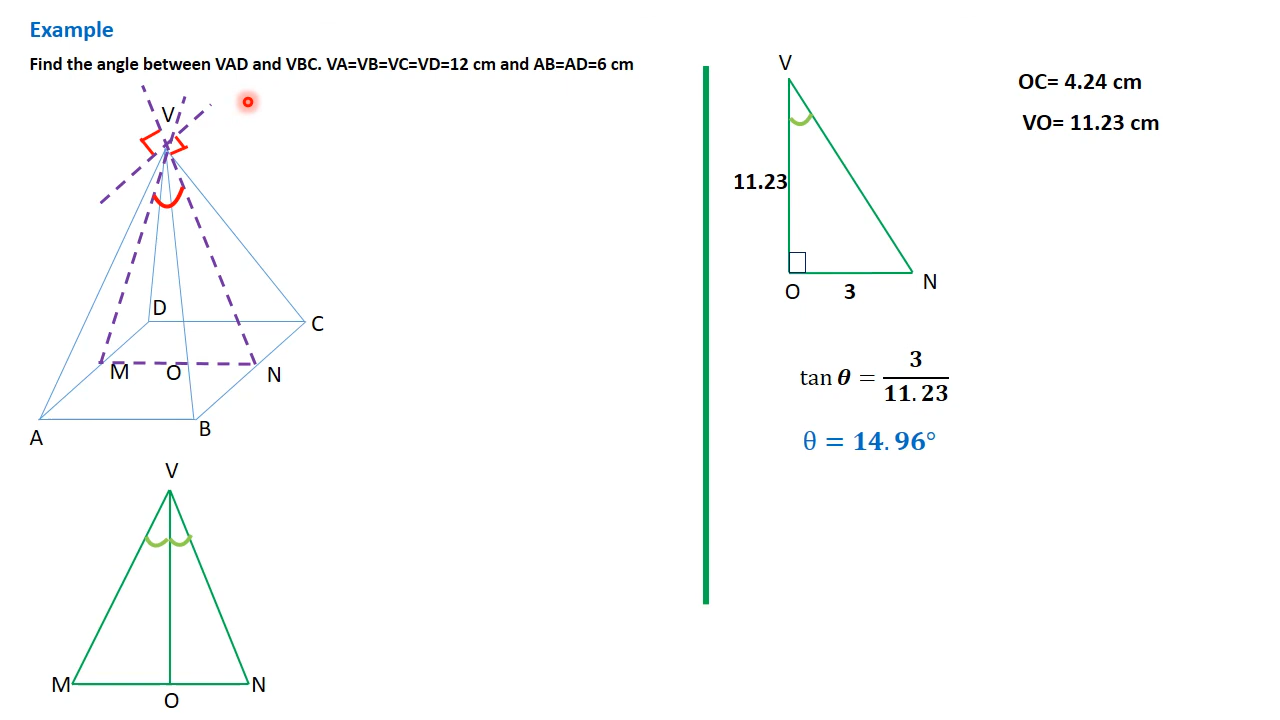 Example
Find the angle between VAD and VBC. VA=VB=VC=VD=12 cm and AB=AD=6 cm
V
D
C
M
O
N
A
B
V
M
O
N
V
11.23
O
3
N
OC= 4.24 cm
VO= 11.23 cm
tan θ = 3/11.23
θ = 14.96°